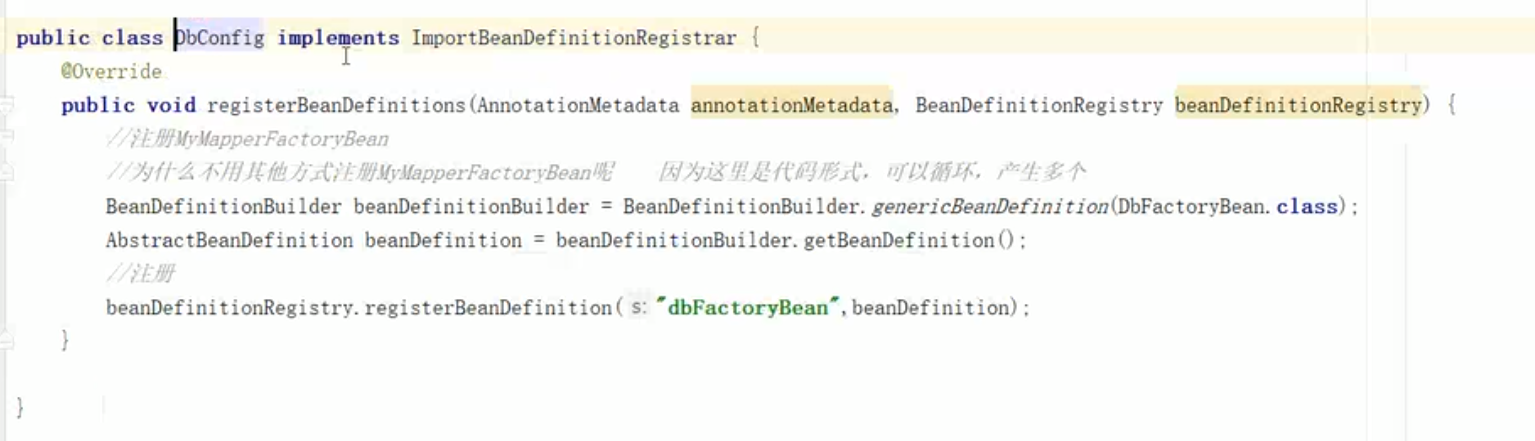 public class DbConfig implements ImportBeanDefinitionRegistrar {
@Override
public void registerBeanDefinitions(AnnotationMetadata annotationMetadata, BeanDefinitionRegistry beanDefinitionRegistry) {
//注册MyMapperFactoryBean
//为什么不用其他方式注册MyMapperFactoryBean呢 因为这里是代码形式，可以循环，产生多个
BeanDefinitionBuilder beanDefinitionBuilder = BeanDefinitionBuilder.genericBeanDefinition(DbFactoryBean.class);
AbstractBeanDefinition beanDefinition = beanDefinitionBuilder.getBeanDefinition();
//注册
beanDefinitionRegistry.registerBeanDefinition( s: "dbFactoryBean",beanDefinition);
}
}